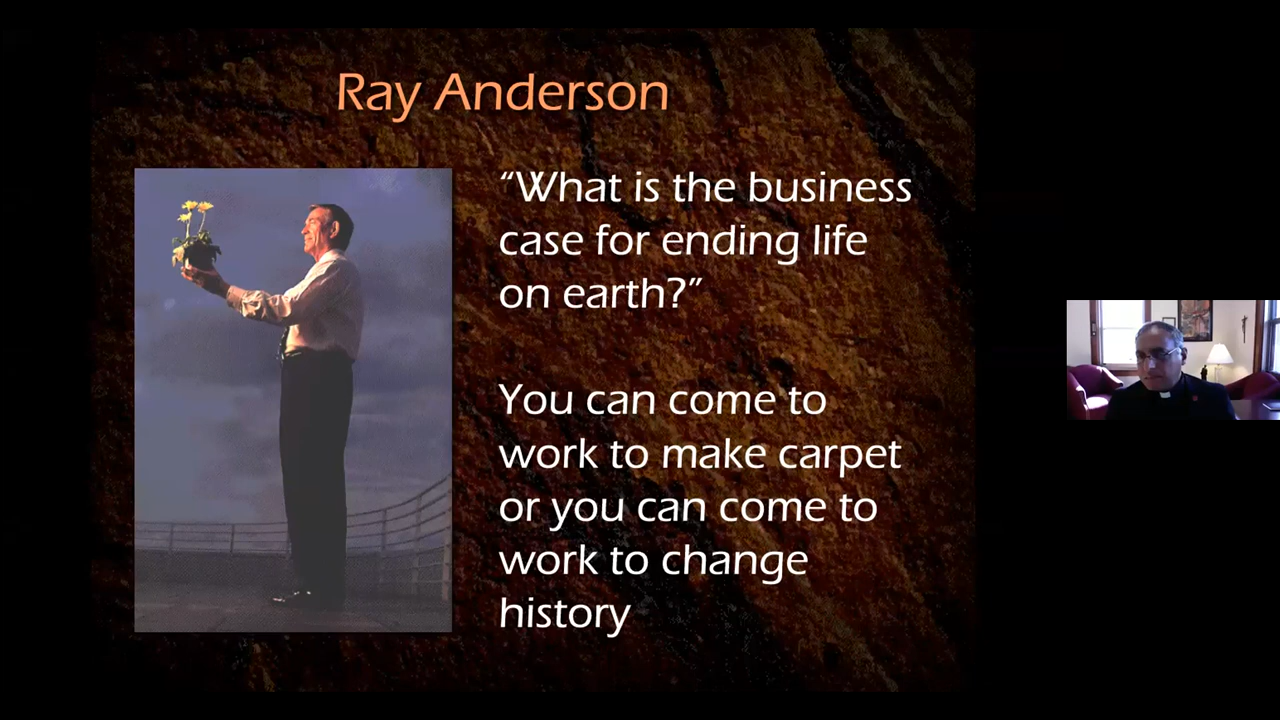 Ray Anderson
“What is the business
case for ending life
on earth?”
You can come to
work to make carpet
or you can come to
work to change
history